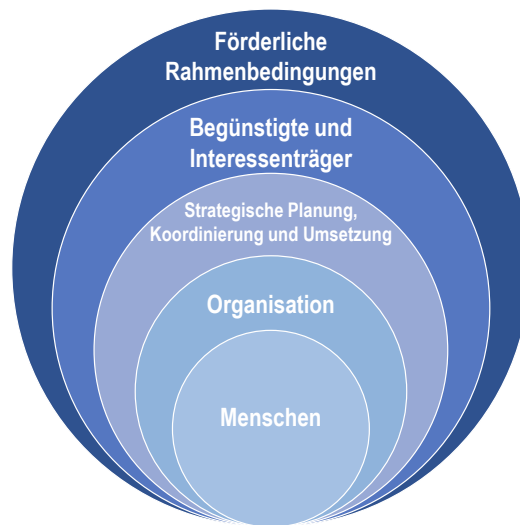 Förderliche
Rahmenbedingungen
Begünstigte und
Interessenträger
Strategische Planung,
Koordinierung und Umsetzung
Organisation
Menschen